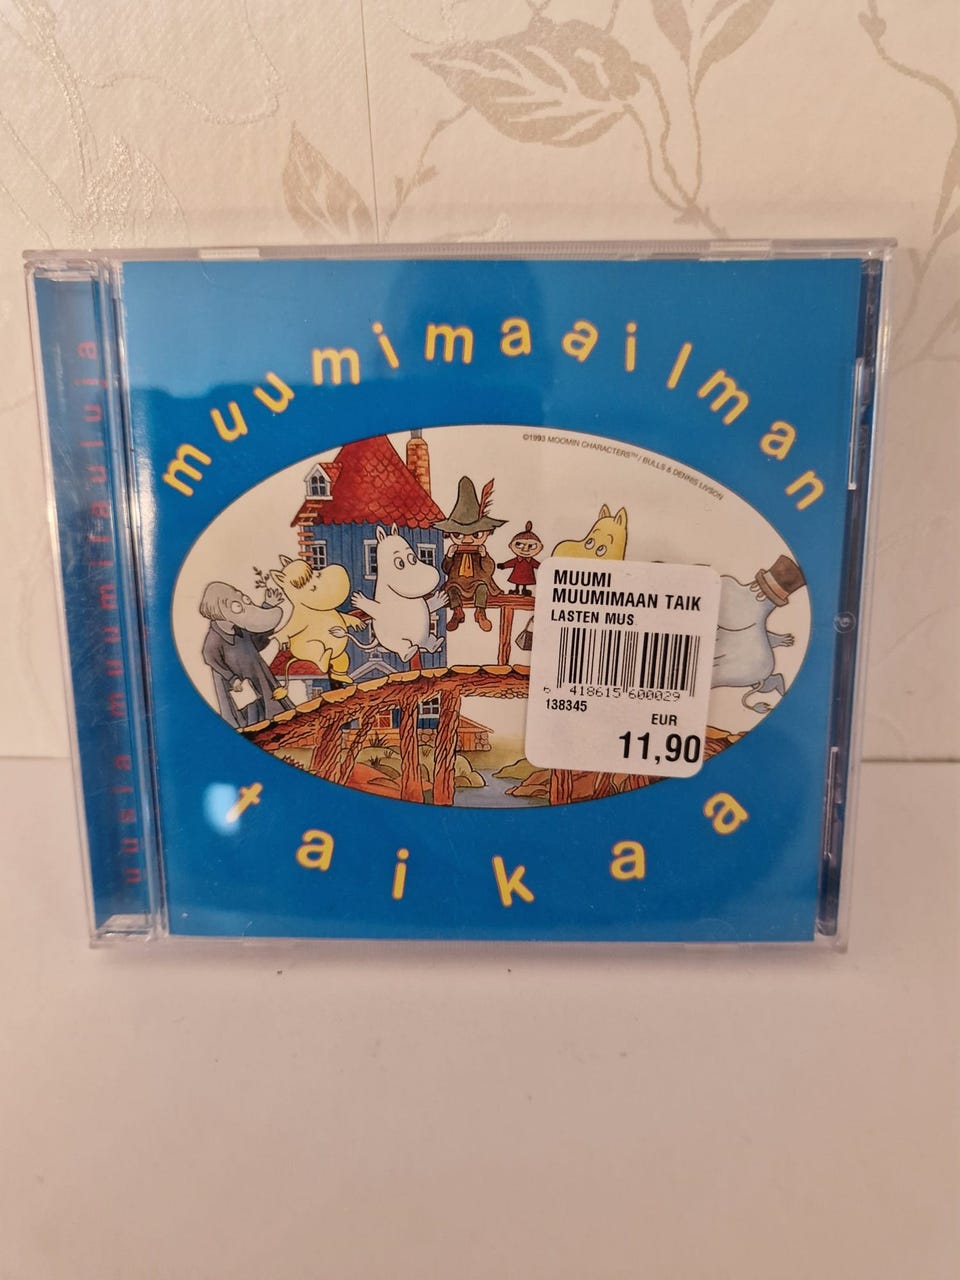 muumimaailman
taikaa
uusia muumilauluja
©1993 MOOMIN CHARACTERS™ / BULLS & DENNIS LIVSON
MUUMI
MUUMIMAAN TAIK
LASTEN MUS
6 418615 600029
138345
EUR
11,90